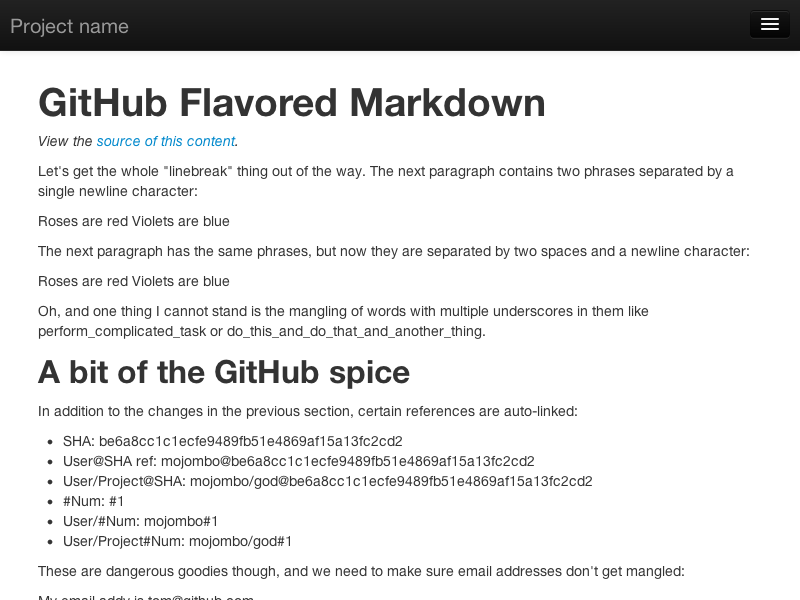 Project name
GitHub Flavored Markdown
View the source of this content.
Let's get the whole "linebreak" thing out of the way. The next paragraph contains two phrases separated by a
single newline character:
Roses are red Violets are blue
The next paragraph has the same phrases, but now they are separated by two spaces and a newline character:
Roses are red Violets are blue
Oh, and one thing I cannot stand is the mangling of words with multiple underscores in them like
perform_complicated_task or do_this_and_do_that_and_another_thing.
A bit of the GitHub spice
In addition to the changes in the previous section, certain references are auto-linked:
• SHA: be6a8cc1c1ecfe9489fb51e4869af15a13fc2cd2
• User@SHA ref: mojombo@be6a8cc1c1ecfe9489fb51e4869af15a13fc2cd2
• User/Project@SHA: mojombo/god@be6a8cc1c1ecfe9489fb51e4869af15a13fc2cd2
• #Num: #1
• User/#Num: mojombo#1
• User/Project#Num: mojombo/god#1
These are dangerous goodies though, and we need to make sure email addresses don't get mangled:
My email addy is tom@github.com.